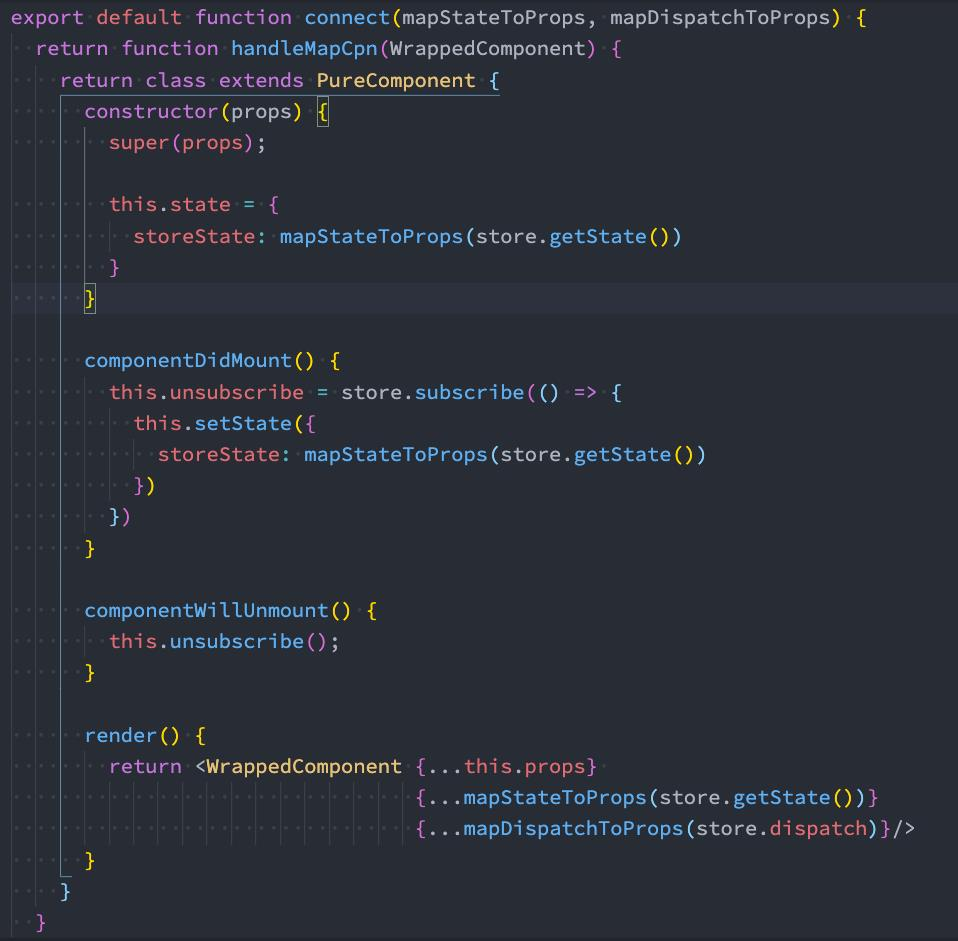 export default function connect(mapStateToProps, mapDispatchToProps) {
  return function handleMapCpn(WrappedComponent) {
    return class extends PureComponent {
      constructor(props) {
        super(props);

        this.state = {
          storeState: mapStateToProps(store.getState())
        }
      }

      componentDidMount() {
        this.unsubscribe = store.subscribe(() => {
          this.setState({
            storeState: mapStateToProps(store.getState())
          })
        })
      }

      componentWillUnmount() {
        this.unsubscribe();
      }

      render() {
        return <WrappedComponent {...this.props}
                                 {...mapStateToProps(store.getState())}
                                 {...mapDispatchToProps(store.dispatch)}/>
      }
    }
  }